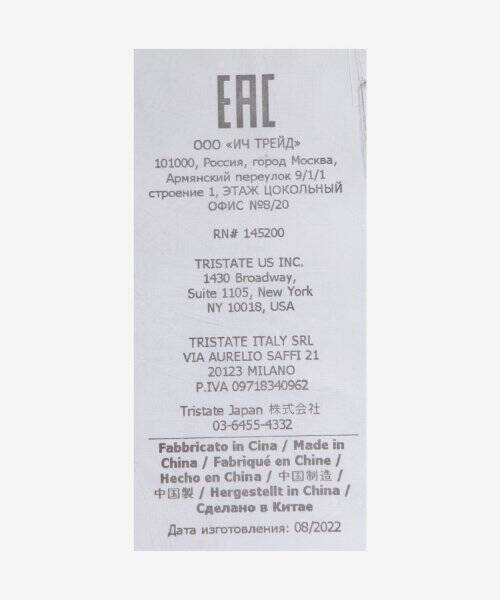 EAC
ООО «ИЧ ТРЕЙД»
101000, Россия, город Москва,
Армянский переулок 9/1/1
строение 1, ЭТАЖ ЦОКОЛЬНЫЙ
ОФИС №8/20
RN# 145200
TRISTATE US INC.
1430 Broadway,
Suite 1105, New York
NY 10018, USA
TRISTATE ITALY SRL
VIA AURELIO SAFFI 21
20123 MILANO
P.IVA 09718340962
Tristate Japan 株式会社
03-6455-4332
Fabbricato in Cina / Made in
China / Fabriqué en Chine /
Hecho en China / 中国制造 /
中国製 / Hergestellt in China /
Сделано в Китае
Дата изготовления: 08/2022